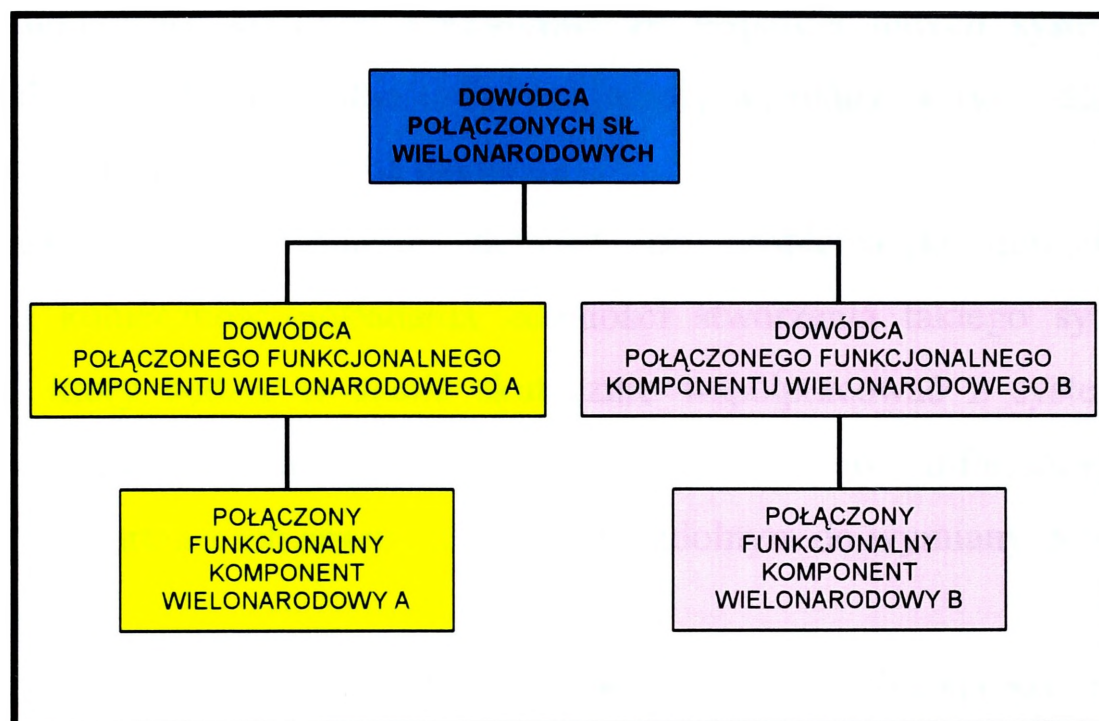 DOWÓDCA
POŁĄCZONYCH SIŁ
WIELONARODOWYCH
DOWÓDCA
POŁĄCZONEGO FUNKCJONALNEGO
KOMPONENTU WIELONARODOWEGO A
DOWÓDCA
POŁĄCZONEGO FUNKCJONALNEGO
KOMPONENTU WIELONARODOWEGO B
POŁĄCZONY
FUNKCJONALNY
KOMPONENT
WIELONARODOWY A
POŁĄCZONY
FUNKCJONALNY
KOMPONENT
WIELONARODOWY B